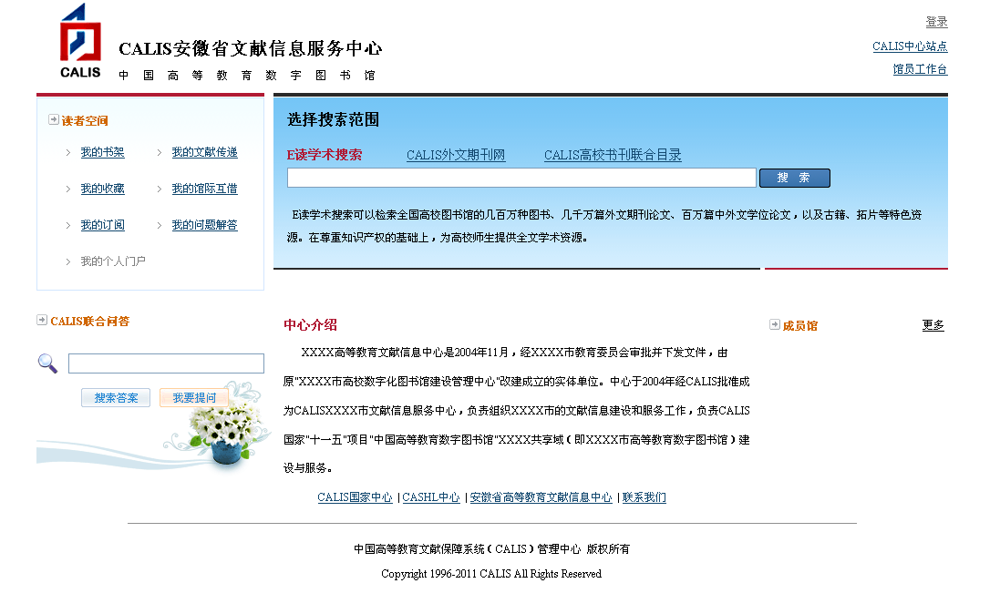 登录
CALIS
CALIS安徽省文献信息服务中心
CALIS中心站点
中国高等教育数字图书馆
馆员工作台
读者空间
我的书架 我的文献传递
我的收藏 我的馆际互借
我的订阅 我的问题解答
我的个人门户
选择搜索范围
E读学术搜索 CALIS外文期刊网 CALIS高校书刊联合目录
搜 索
E读学术搜索可以检索全国高校图书馆的几百万种图书、几千万篇外文期刊论文、百万篇中外文学位论文，以及古籍、拓片等特色资
源。在尊重知识产权的基础上，为高校师生提供全文学术资源。
CALIS联合问答
搜索答案 我要提问
中心介绍
XXXX高等教育文献信息中心是2004年11月，经XXXX市教育委员会审批并下发文件，由
原"XXXX市高校数字化图书馆建设管理中心"改建成立的实体单位。中心于2004年经CALIS批准成
为CALISXXXX市文献信息服务中心，负责组织XXXX市的文献信息建设和服务工作，负责CALIS
国家"十一五"项目"中国高等教育数字图书馆"XXXX共享域（即XXXX市高等教育数字图书馆）建
设与服务。
成员馆 更多
CALIS国家中心 | CASHL中心 | 安徽省高等教育文献信息中心 | 联系我们
中国高等教育文献保障系统（CALIS）管理中心 版权所有
Copyright 1996-2011 CALIS All Rights Reserved